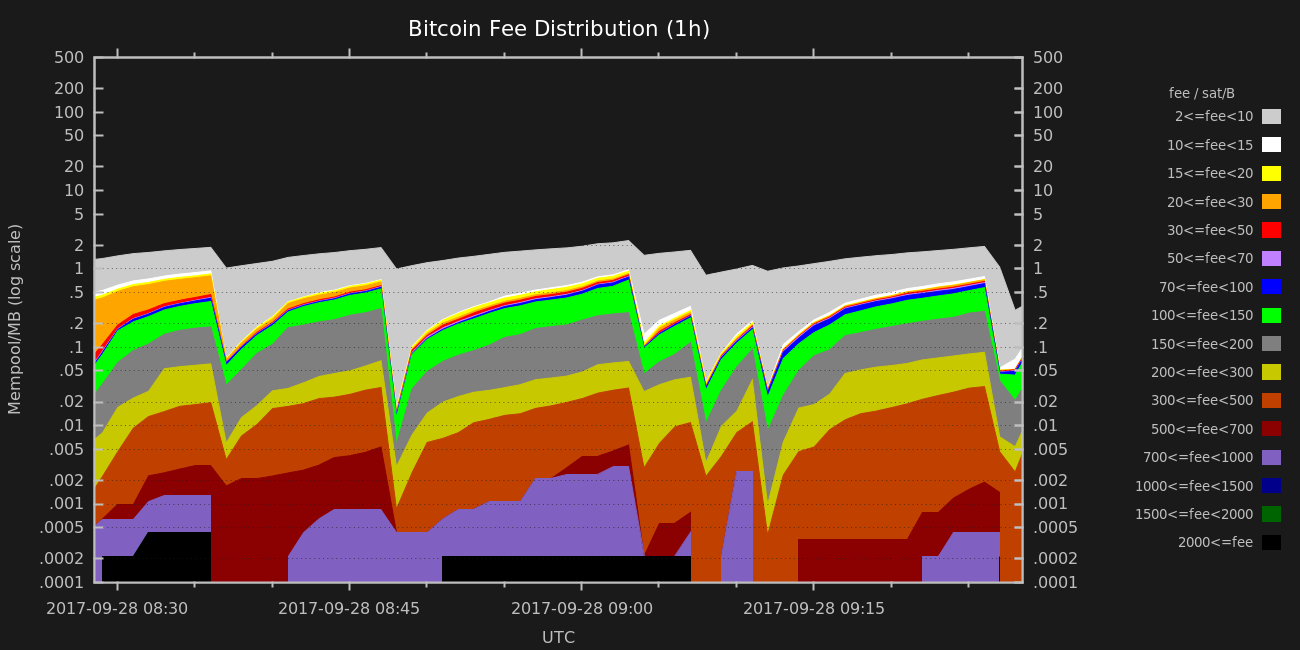 Bitcoin Fee Distribution (1h)
Mempool/MB (log scale)
500
200
100
50
20
10
5
2
1
.5
.2
.1
.05
.02
.01
.005
.002
.001
.0005
.0002
.0001
500
200
100
50
20
10
5
2
1
.5
.2
.1
.05
.02
.01
.005
.002
.001
.0005
.0002
.0001
2017-09-28 08:30 2017-09-28 08:45 2017-09-28 09:00 2017-09-28 09:15
UTC
fee / sat/B
2<=fee<10
10<=fee<15
15<=fee<20
20<=fee<30
30<=fee<50
50<=fee<70
70<=fee<100
100<=fee<150
150<=fee<200
200<=fee<300
300<=fee<500
500<=fee<700
700<=fee<1000
1000<=fee<1500
1500<=fee<2000
2000<=fee